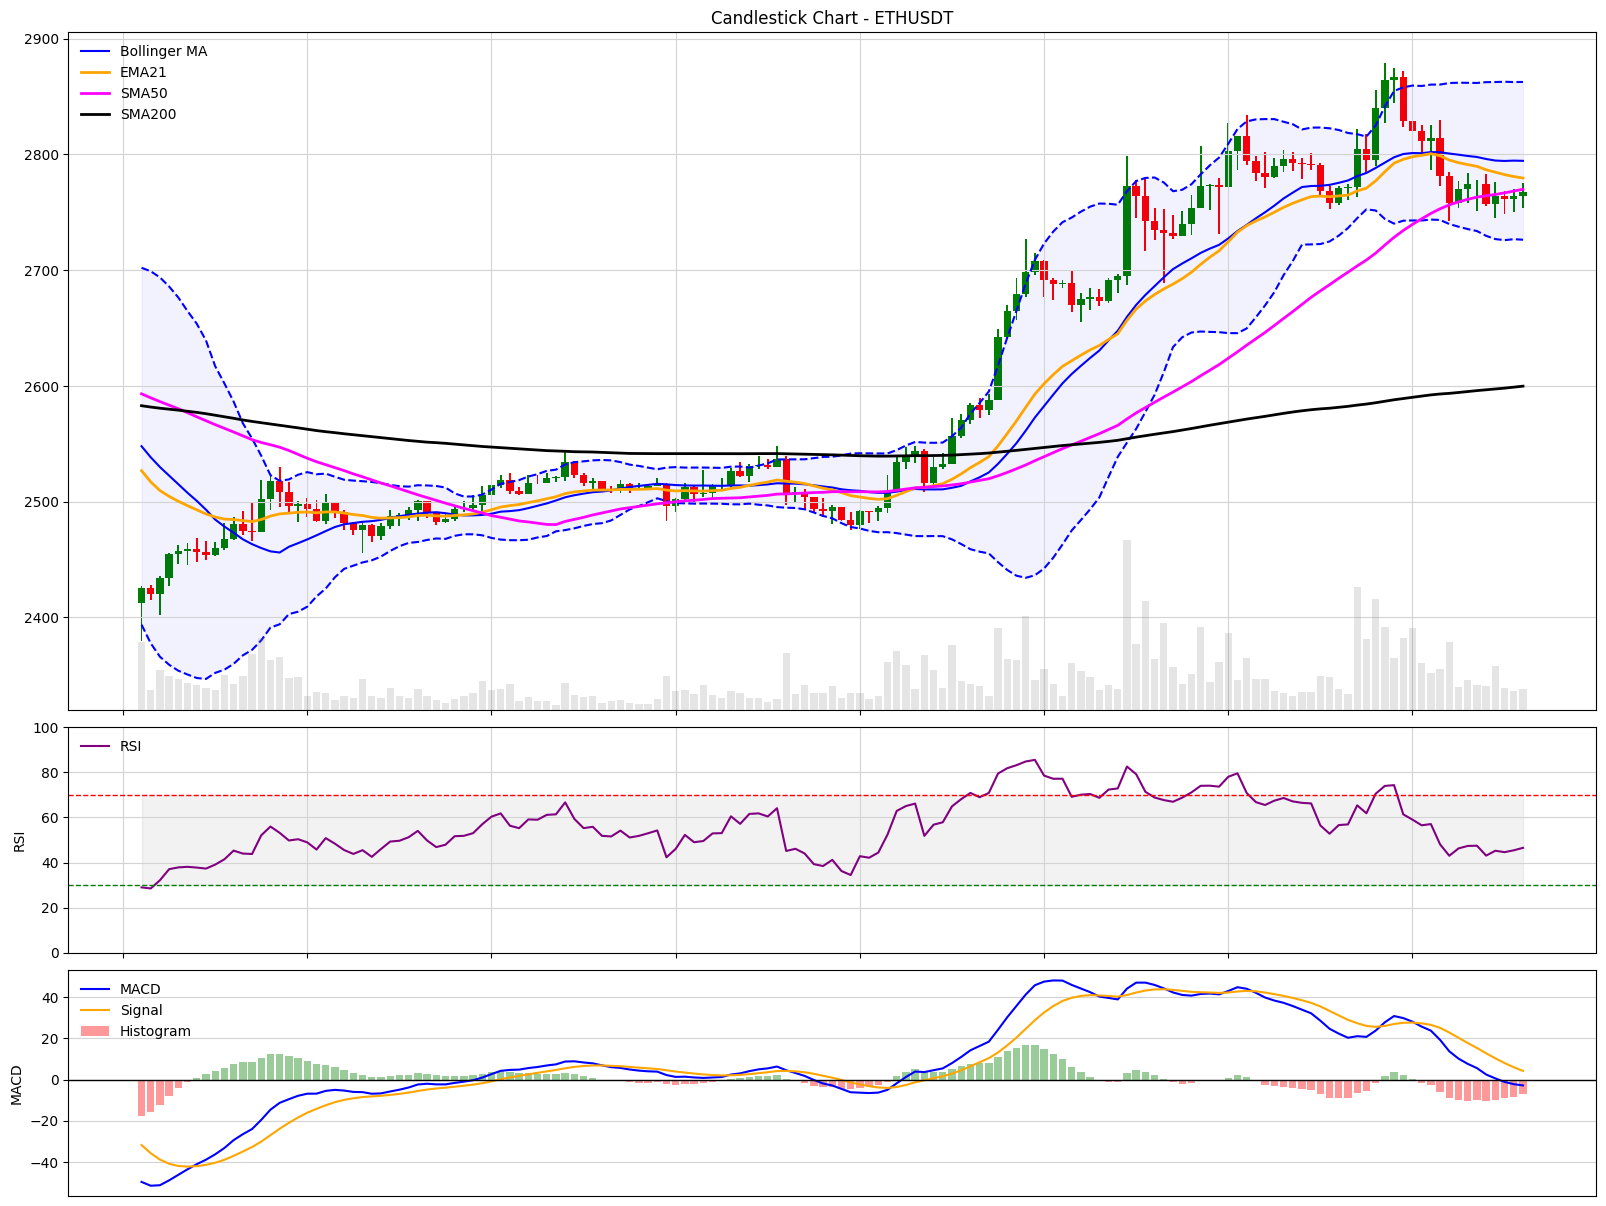 Candlestick Chart - ETHUSDT
2900
2800
2700
2600
2500
2400
Bollinger MA
EMA21
SMA50
SMA200
100
80
60
40
20
0
RSI
RSI
40
20
0
−20
−40
MACD
MACD
Signal
Histogram